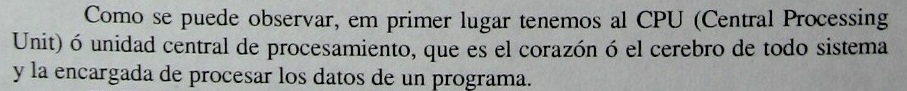 Como se puede observar, em primer lugar tenemos al CPU (Central Processing
Unit) ó unidad central de procesamiento, que es el corazón ó el cerebro de todo sistema
y la encargada de procesar los datos de un programa.